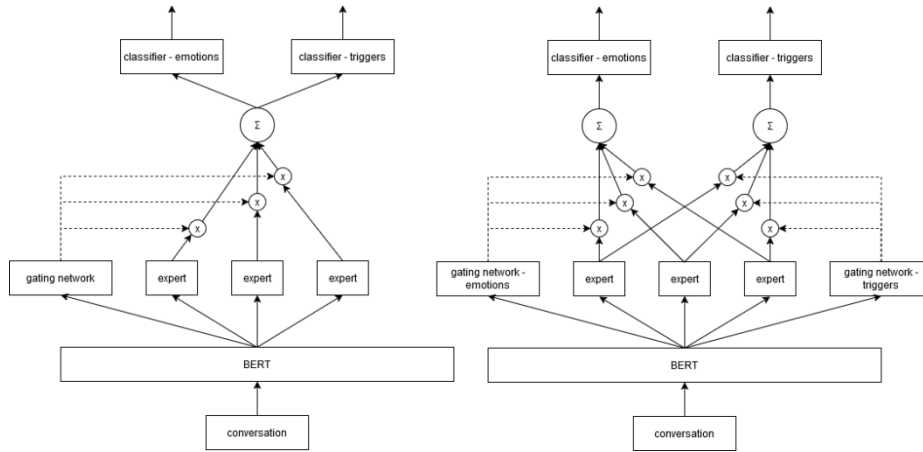 classifier - emotions
classifier - triggers
Σ
x
x
x
gating network
expert
expert
expert
BERT
conversation
classifier - emotions
classifier - triggers
Σ
Σ
x
x
x
x
x
x
gating network -
emotions
expert
expert
expert
gating network -
triggers
BERT
conversation